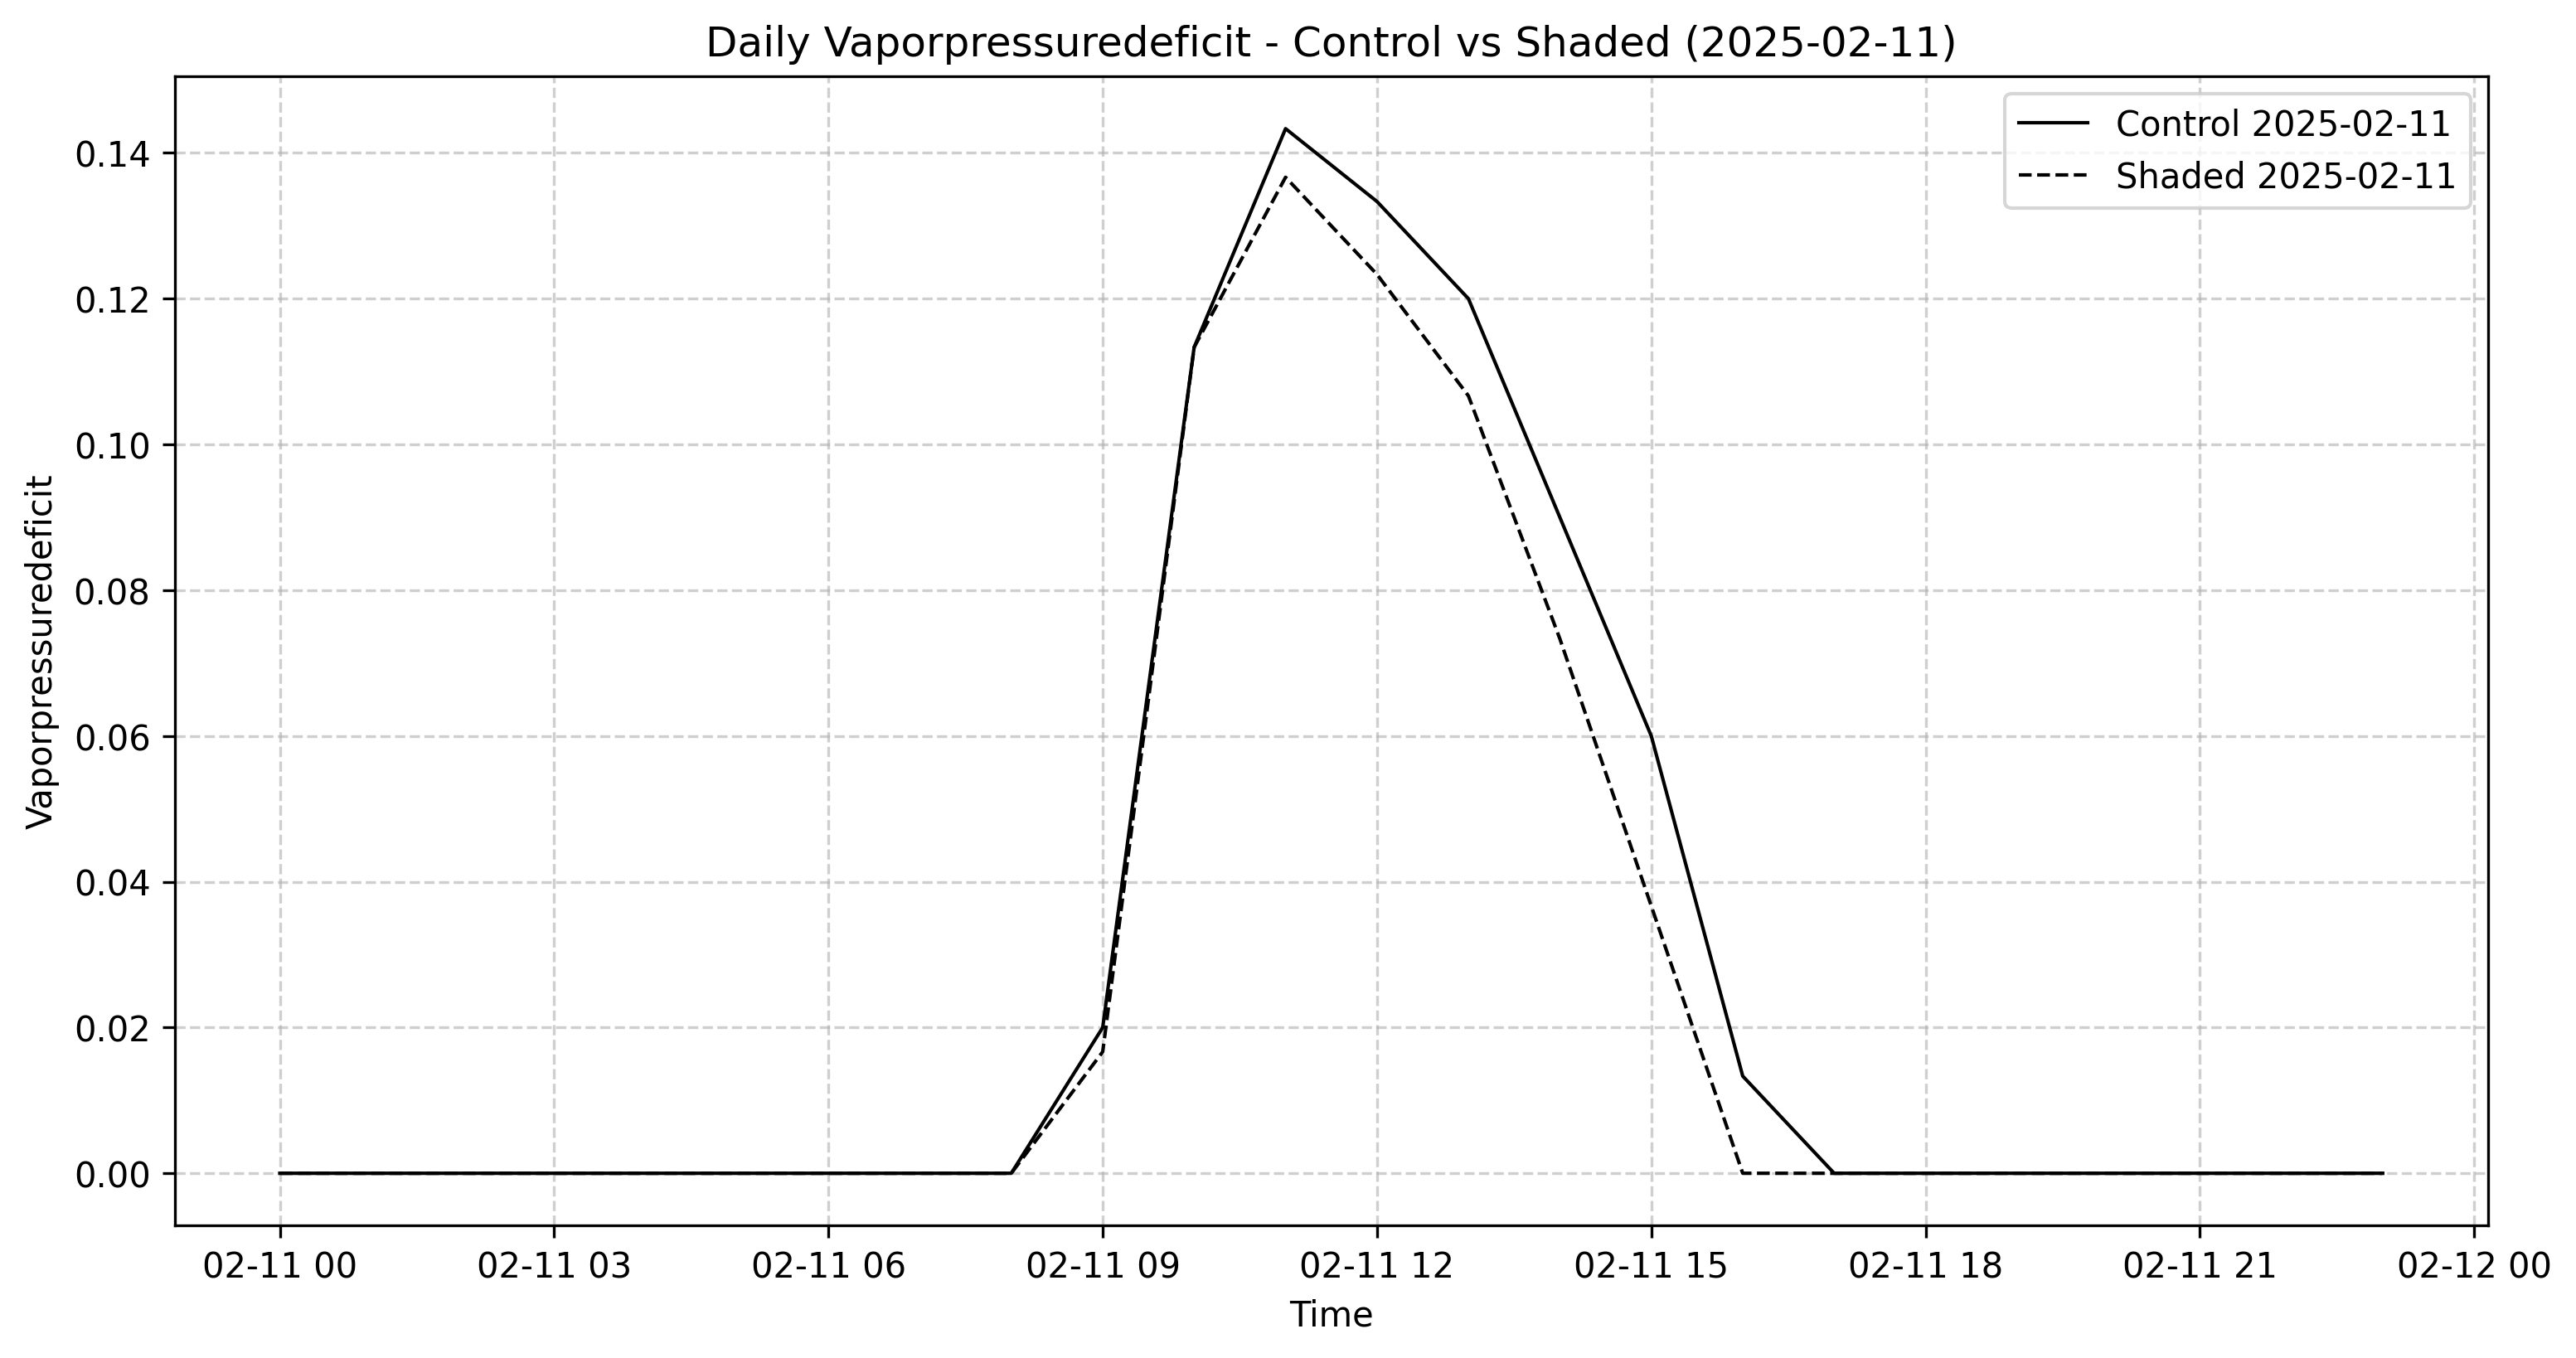 Daily Vaporpressuredeficit - Control vs Shaded (2025-02-11)
Control 2025-02-11
Shaded 2025-02-11
Vaporpressuredeficit
0.14
0.12
0.10
0.08
0.06
0.04
0.02
0.00
02-11 00 02-11 03 02-11 06 02-11 09 02-11 12 02-11 15 02-11 18 02-11 21 02-12 00
Time